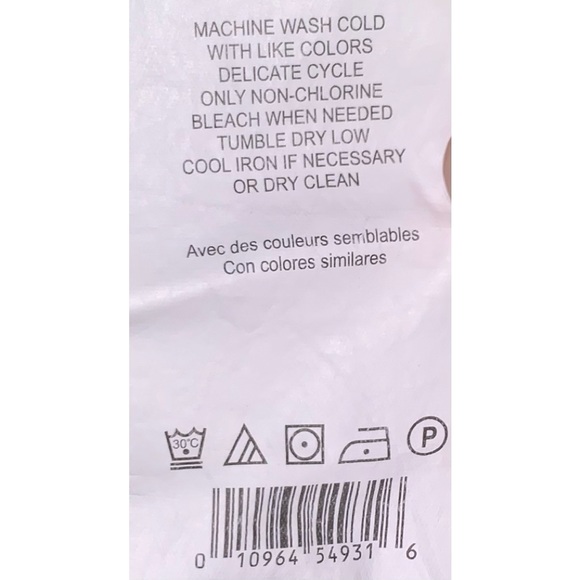 MACHINE WASH COLD
WITH LIKE COLORS
DELICATE CYCLE
ONLY NON-CHLORINE
BLEACH WHEN NEEDED
TUMBLE DRY LOW
COOL IRON IF NECESSARY
OR DRY CLEAN
Avec des couleurs semblables
Con colores similares
30°C P
0 10964 54931 6